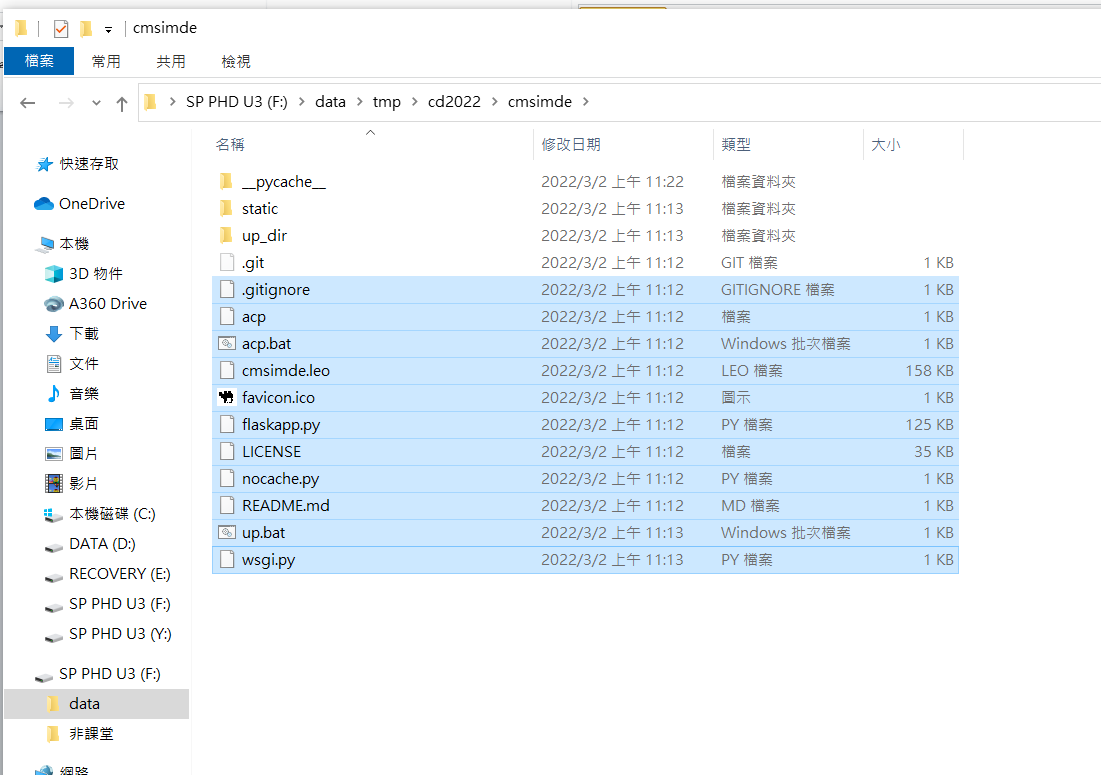 cmsimde
檔案 常用 共用 檢視
SP PHD U3 (F:) data tmp cd2022 cmsimde
名稱 修改日期 類型 大小
__pycache__ 2022/3/2 上午 11:22 檔案資料夾
static 2022/3/2 上午 11:13 檔案資料夾
up_dir 2022/3/2 上午 11:13 檔案資料夾
.git 2022/3/2 上午 11:12 GIT 檔案 1 KB
.gitignore 2022/3/2 上午 11:12 GITIGNORE 檔案 1 KB
acp 2022/3/2 上午 11:12 檔案 1 KB
acp.bat 2022/3/2 上午 11:12 Windows 批次檔案 1 KB
cmsimde.leo 2022/3/2 上午 11:12 LEO 檔案 158 KB
favicon.ico 2022/3/2 上午 11:12 圖示 1 KB
flaskapp.py 2022/3/2 上午 11:12 PY 檔案 125 KB
LICENSE 2022/3/2 上午 11:12 檔案 35 KB
nocache.py 2022/3/2 上午 11:12 PY 檔案 1 KB
README.md 2022/3/2 上午 11:12 MD 檔案 1 KB
up.bat 2022/3/2 上午 11:13 Windows 批次檔案 1 KB
wsgi.py 2022/3/2 上午 11:13 PY 檔案 1 KB
快速存取
OneDrive
本機
3D 物件
A360 Drive
下載
文件
音樂
桌面
圖片
影片
本機磁碟 (C:)
DATA (D:)
RECOVERY (E:)
SP PHD U3 (F:)
SP PHD U3 (Y:)
SP PHD U3 (F:)
data
非課堂
網路